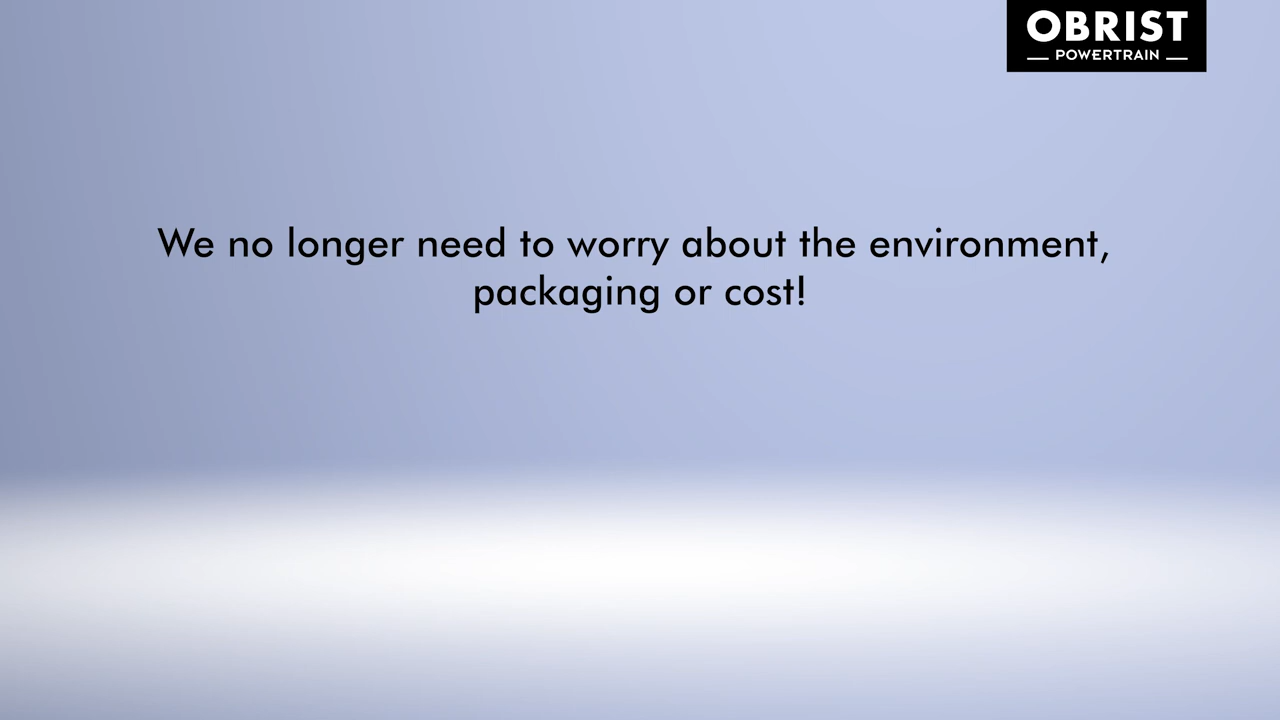 OBRIST
POWERTRAIN
We no longer need to worry about the environment,
packaging or cost!